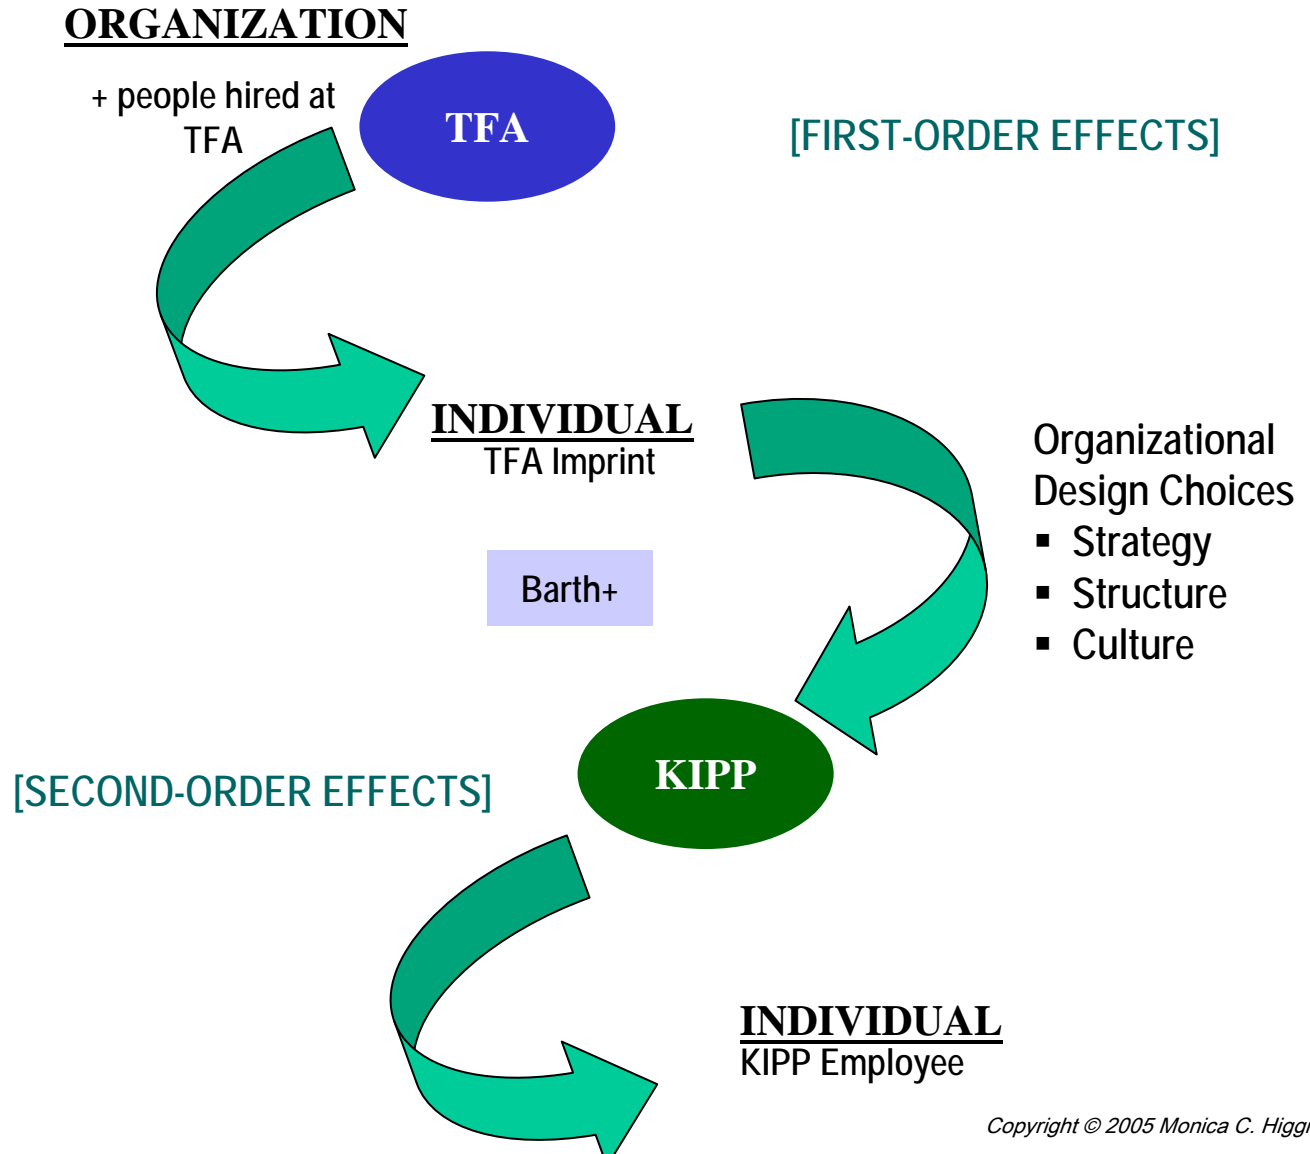 ORGANIZATION
+ people hired at
TFA
TFA
[FIRST-ORDER EFFECTS]
INDIVIDUAL
TFA Imprint
Organizational
Design Choices
▪ Strategy
▪ Structure
▪ Culture
Barth+
KIPP
[SECOND-ORDER EFFECTS]
INDIVIDUAL
KIPP Employee
Copyright © 2005 Monica C. Higgi